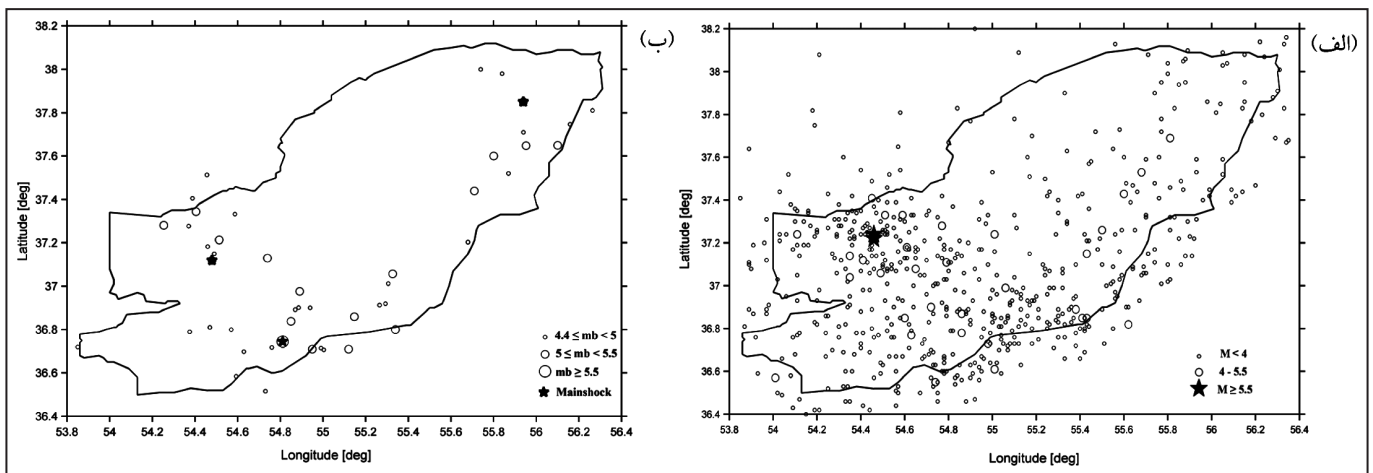 (ب)
38.2
38
37.8
37.6
37.4
37.2
37
36.8
36.6
36.4
Latitude [deg]
53.8 54 54.2 54.4 54.6 54.8 55 55.2 55.4 55.6 55.8 56 56.2 56.4
Longitude [deg]
4.4 ≤ mb < 5
5 ≤ mb < 5.5
mb ≥ 5.5
Mainshock
(الف)
38.2
38
37.8
37.6
37.4
37.2
37
36.8
36.6
36.4
Latitude [deg]
53.8 54 54.2 54.4 54.6 54.8 55 55.2 55.4 55.6 55.8 56 56.2 56.4
Longitude [deg]
M < 4
4 - 5.5
M ≥ 5.5